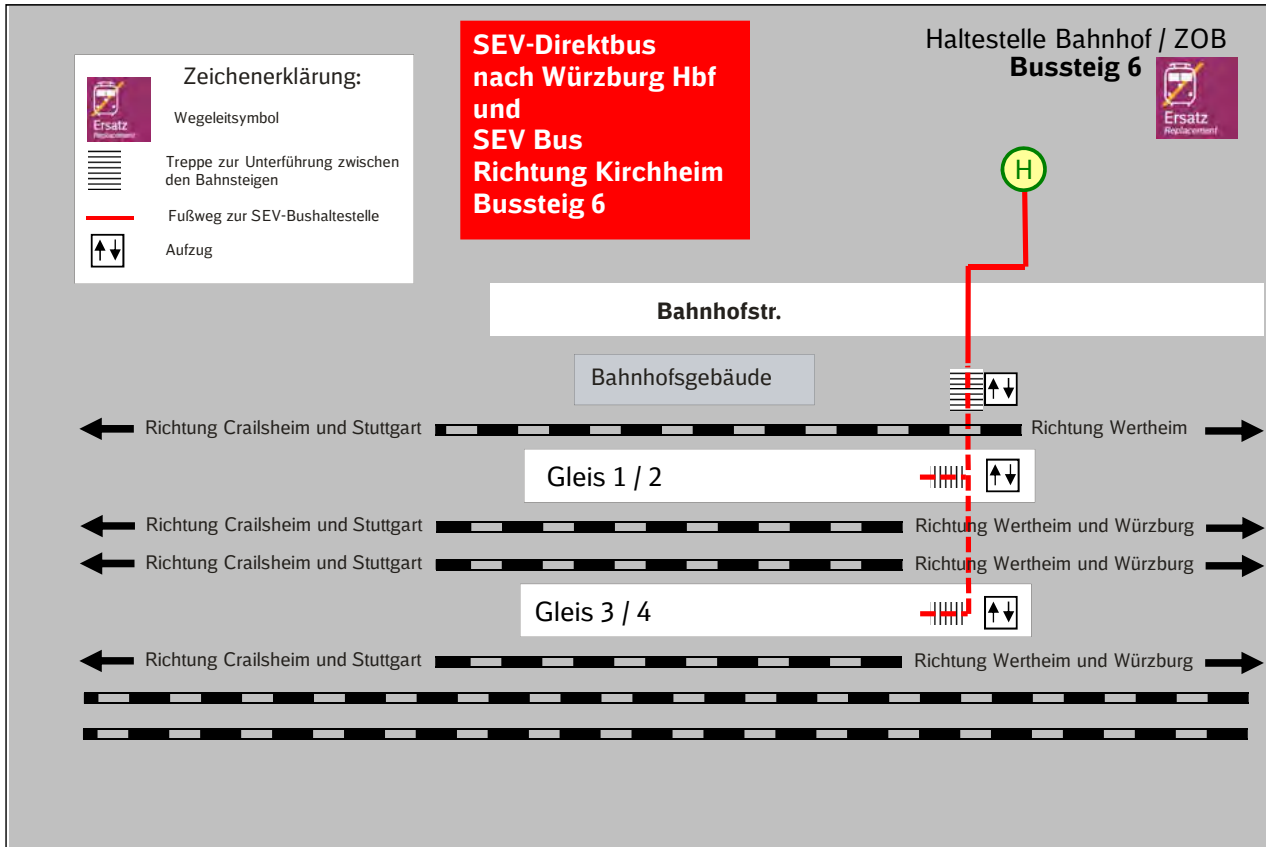 Zeichenerklärung:
Ersatz
Replacement
Wegeleitsymbol
Treppe zur Unterführung zwischen
den Bahnsteigen
Fußweg zur SEV-Bushaltestelle
Aufzug
SEV-Direktbus
nach Würzburg Hbf
und
SEV Bus
Richtung Kirchheim
Bussteig 6
Haltestelle Bahnhof / ZOB
Bussteig 6
Ersatz
Replacement
H
Bahnhofstr.
Bahnhofsgebäude
Richtung Crailsheim und Stuttgart
Richtung Wertheim
Gleis 1 / 2
Richtung Crailsheim und Stuttgart
Richtung Wertheim und Würzburg
Richtung Crailsheim und Stuttgart
Richtung Wertheim und Würzburg
Gleis 3 / 4
Richtung Crailsheim und Stuttgart
Richtung Wertheim und Würzburg